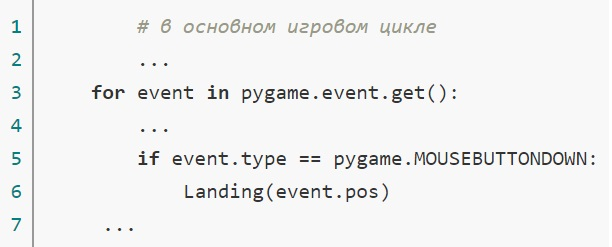 1 # в основном игровом цикле
2 ...
3 for event in pygame.event.get():
4 ...
5 if event.type == pygame.MOUSEBUTTONDOWN:
6 Landing(event.pos)
7 ...